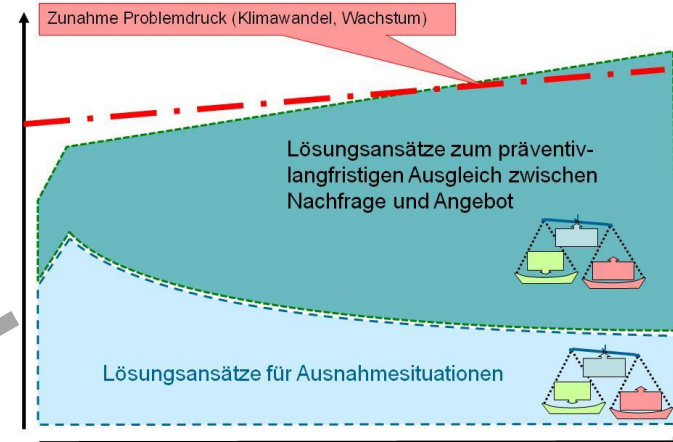 Zunahme Problemdruck (Klimawandel, Wachstum)
Lösungsansätze zum präventiv-
langfristigen Ausgleich zwischen
Nachfrage und Angebot
Lösungsansätze für Ausnahmesituationen